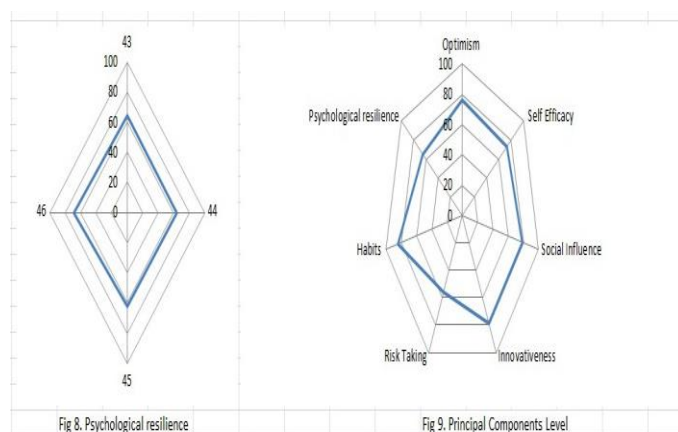 43
100
80
60
40
20
0
46
44
45
Fig 8. Psychological resilience
Optimism
100
80
60
40
20
0
Psychological resilience
Self Efficacy
Habits
Social Influence
Risk Taking
Innovativeness
Fig 9. Principal Components Level